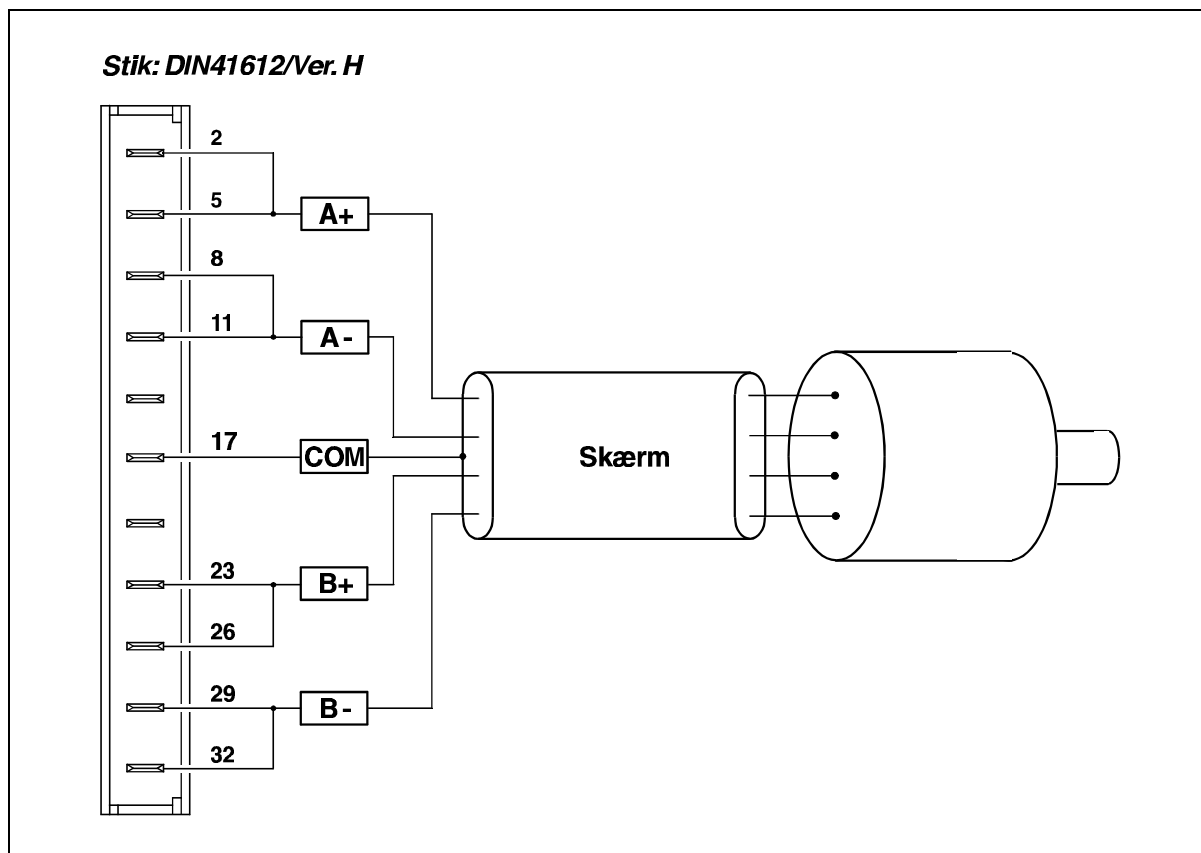 Stik: DIN41612/Ver. H
2
5
A+
8
11
A -
17
COM
Skærm
23
B+
26
29
B -
32